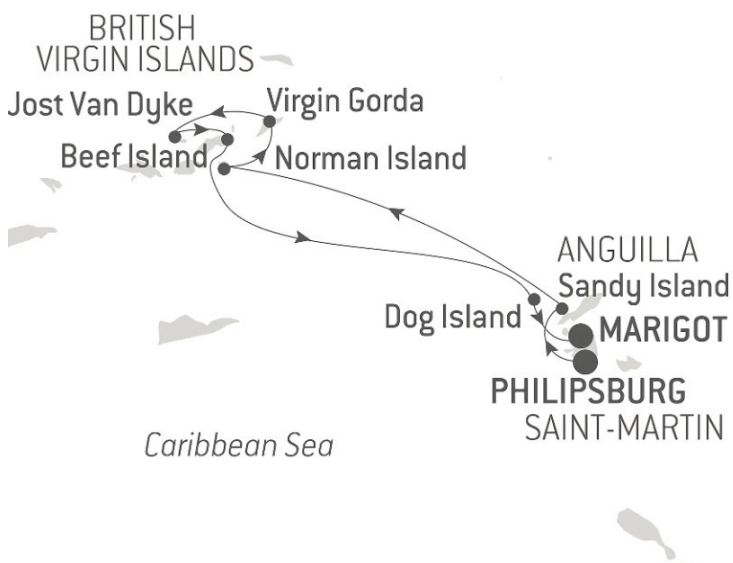 BRITISH
VIRGIN ISLANDS
Jost Van Dyke
Virgin Gorda
Beef Island
Norman Island
ANGUILLA
Sandy Island
Dog Island
MARIGOT
PHILIPSBURG
SAINT-MARTIN
Caribbean Sea